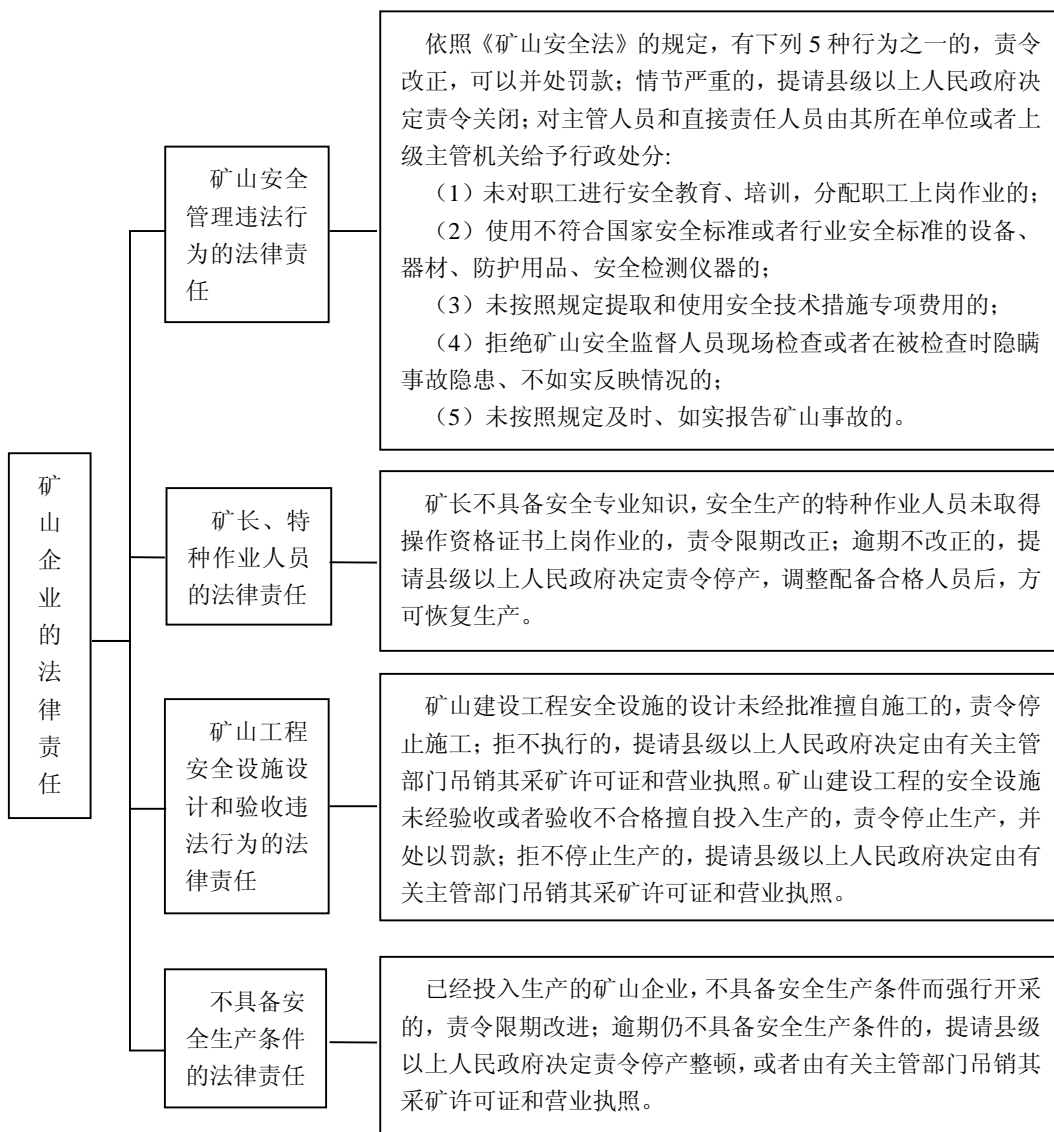 矿
山
企
业
的
法
律
责
任
矿山安全
管理违法行
为的法律责
任
依照《矿山安全法》的规定，有下列 5 种行为之一的，责令
改正，可以并处罚款；情节严重的，提请县级以上人民政府决
定责令关闭；对主管人员和直接责任人员由其所在单位或者上
级主管机关给予行政处分:
（1）未对职工进行安全教育、培训，分配职工上岗作业的；
（2）使用不符合国家安全标准或者行业安全标准的设备、
器材、防护用品、安全检测仪器的；
（3）未按照规定提取和使用安全技术措施专项费用的；
（4）拒绝矿山安全监督人员现场检查或者在被检查时隐瞒
事故隐患、不如实反映情况的；
（5）未按照规定及时、如实报告矿山事故的。
矿长、特
种作业人员
的法律责任
矿长不具备安全专业知识，安全生产的特种作业人员未取得
操作资格证书上岗作业的，责令限期改正；逾期不改正的，提
请县级以上人民政府决定责令停产，调整配备合格人员后，方
可恢复生产。
矿山工程
安全设施设
计和验收违
法行为的法
律责任
矿山建设工程安全设施的设计未经批准擅自施工的，责令停
止施工；拒不执行的，提请县级以上人民政府决定由有关主管
部门吊销其采矿许可证和营业执照。矿山建设工程的安全设施
未经验收或者验收不合格擅自投入生产的，责令停止生产，并
处以罚款；拒不停止生产的，提请县级以上人民政府决定由有
关主管部门吊销其采矿许可证和营业执照。
不具备安
全生产条件
的法律责任
已经投入生产的矿山企业，不具备安全生产条件而强行开采
的，责令限期改进；逾期仍不具备安全生产条件的，提请县级
以上人民政府决定责令停产整顿，或者由有关主管部门吊销其
采矿许可证和营业执照。